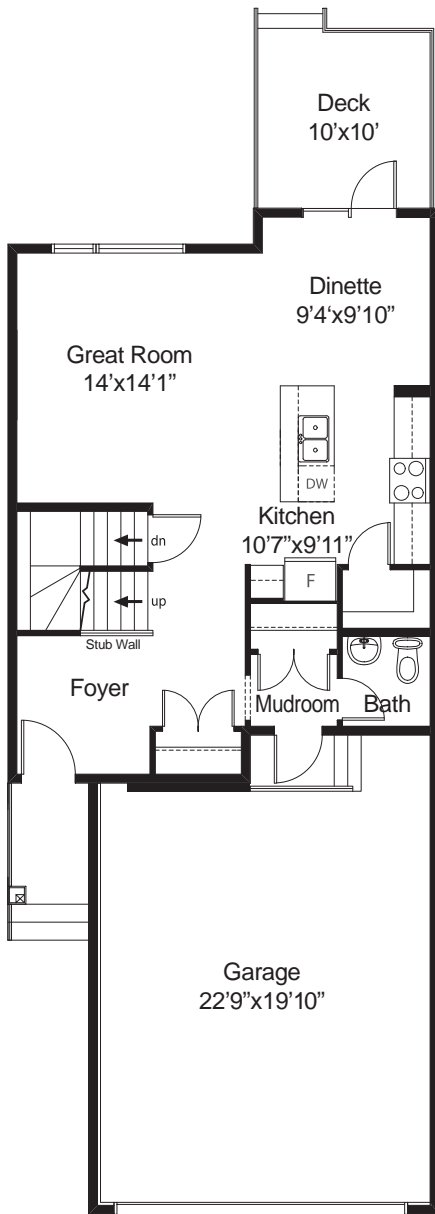 Deck
10’x10’
Dinette
9’4‘x9’10”
Great Room
14’x14’1”
DW
Kitchen
10’7”x9’11”
dn
F
up
Stub Wall
Foyer
Mudroom
Bath
Garage
22’9”x19’10”